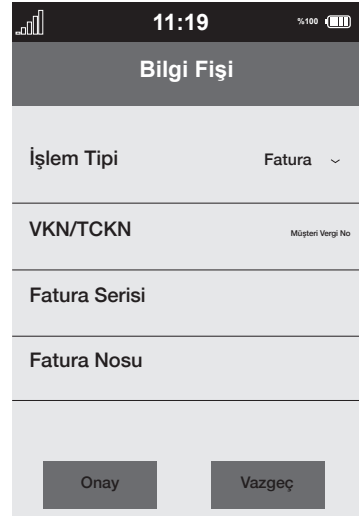 11:19 %100
Bilgi Fişi
İşlem Tipi Fatura
VKN/TCKN Müşteri Vergi No
Fatura Serisi
Fatura Nosu
Onay Vazgeç